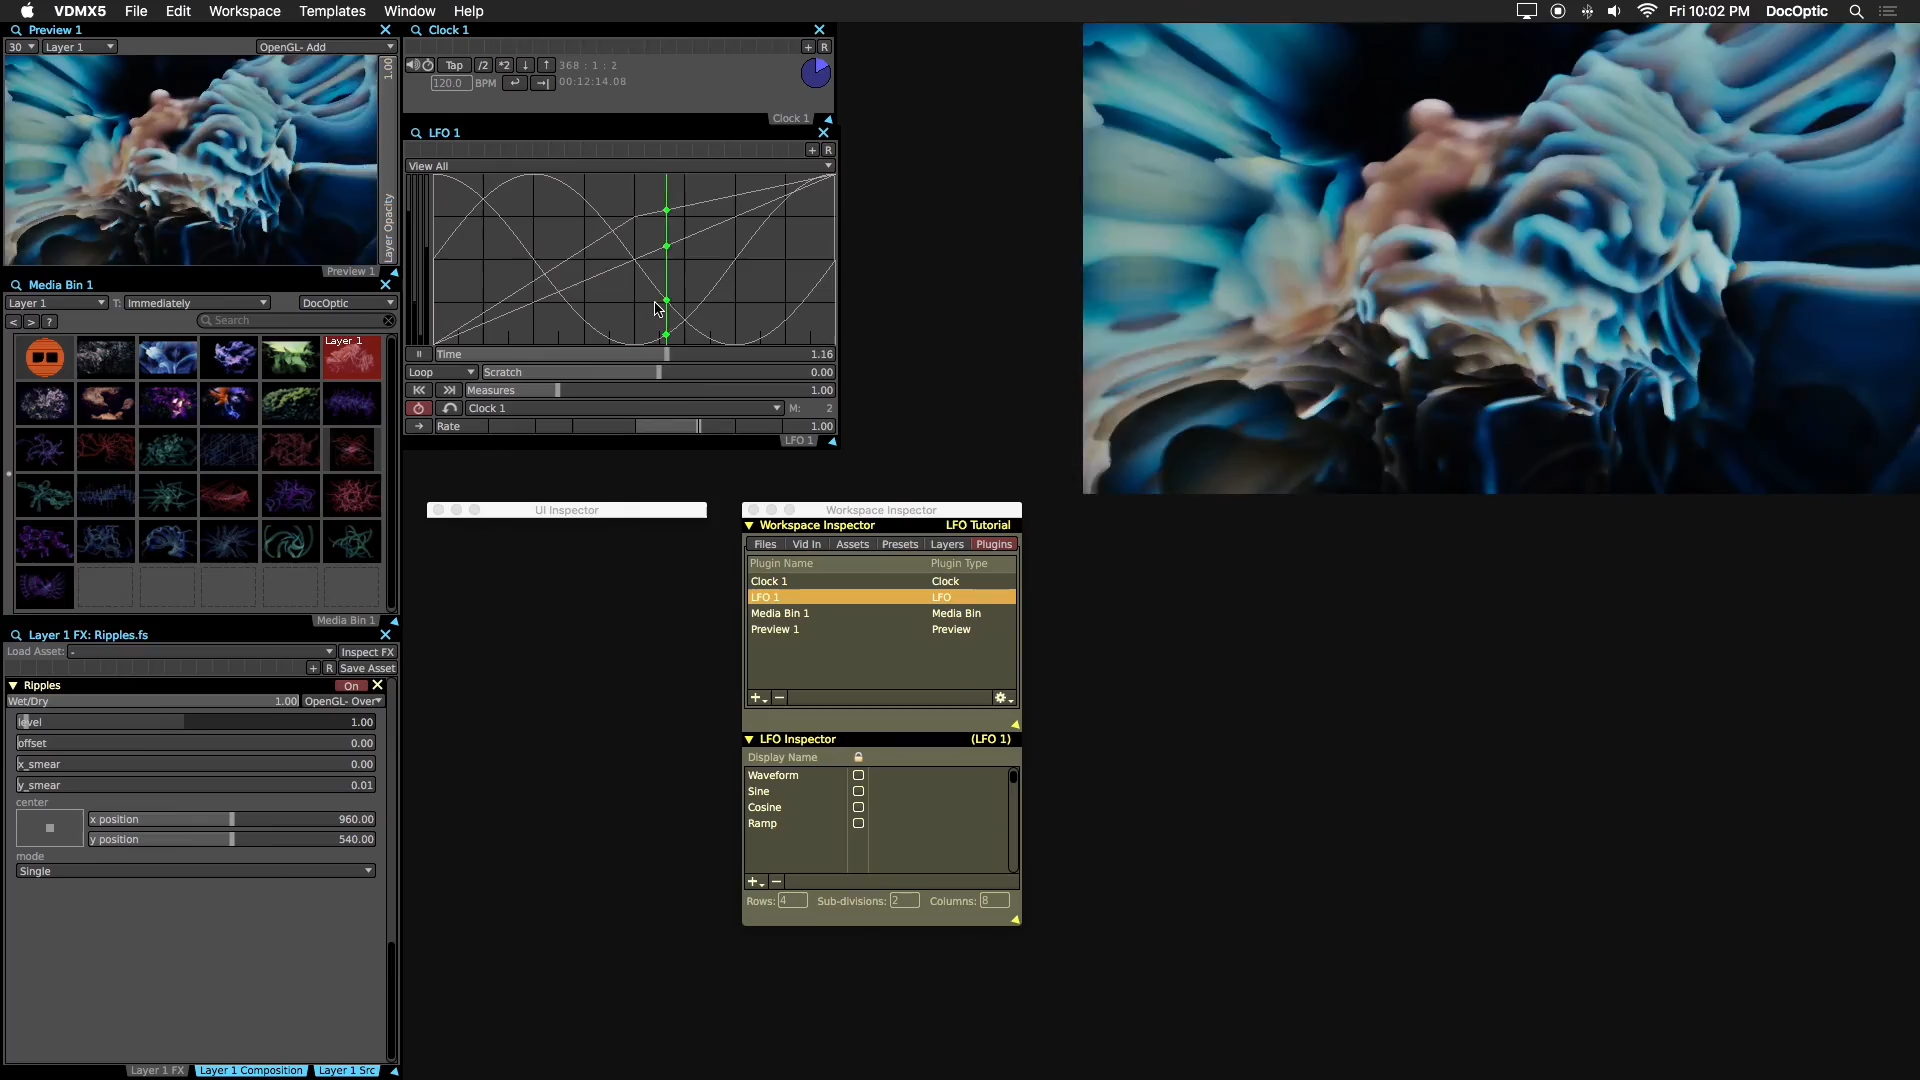 VDMX5 File Edit Workspace Templates Window Help
Fri 10:02 PM DocOptic
Preview 1
30 Layer 1 OpenGL- Add
1.00
Layer Opacity
Preview 1
Media Bin 1
Layer 1 T: Immediately DocOptic
< > ? Search
Layer 1
Media Bin 1
Layer 1 FX: Ripples.fs
Load Asset: - Inspect FX
+ R Save Asset
Ripples On
Wet/Dry 1.00 OpenGL- Over
level 1.00
offset 0.00
x_smear 0.00
y_smear 0.01
center
x position 960.00
y position 540.00
mode
Single
Layer 1 FX Layer 1 Composition Layer 1 Src
Clock 1
+ R
Tap /2 *2 ↓ ↑ 368 : 1 : 2
120.0 BPM 00:12:14.08
Clock 1
LFO 1
+ R
View All
Time 1.16
Loop Scratch 0.00
Measures 1.00
Clock 1 M: 2
Rate 1.00
LFO 1
UI Inspector
Workspace Inspector
Workspace Inspector LFO Tutorial
Files Vid In Assets Presets Layers Plugins
Plugin Name Plugin Type
Clock 1 Clock
LFO 1 LFO
Media Bin 1 Media Bin
Preview 1 Preview
LFO Inspector (LFO 1)
Display Name
Waveform
Sine
Cosine
Ramp
Rows: 4 Sub-divisions: 2 Columns: 8